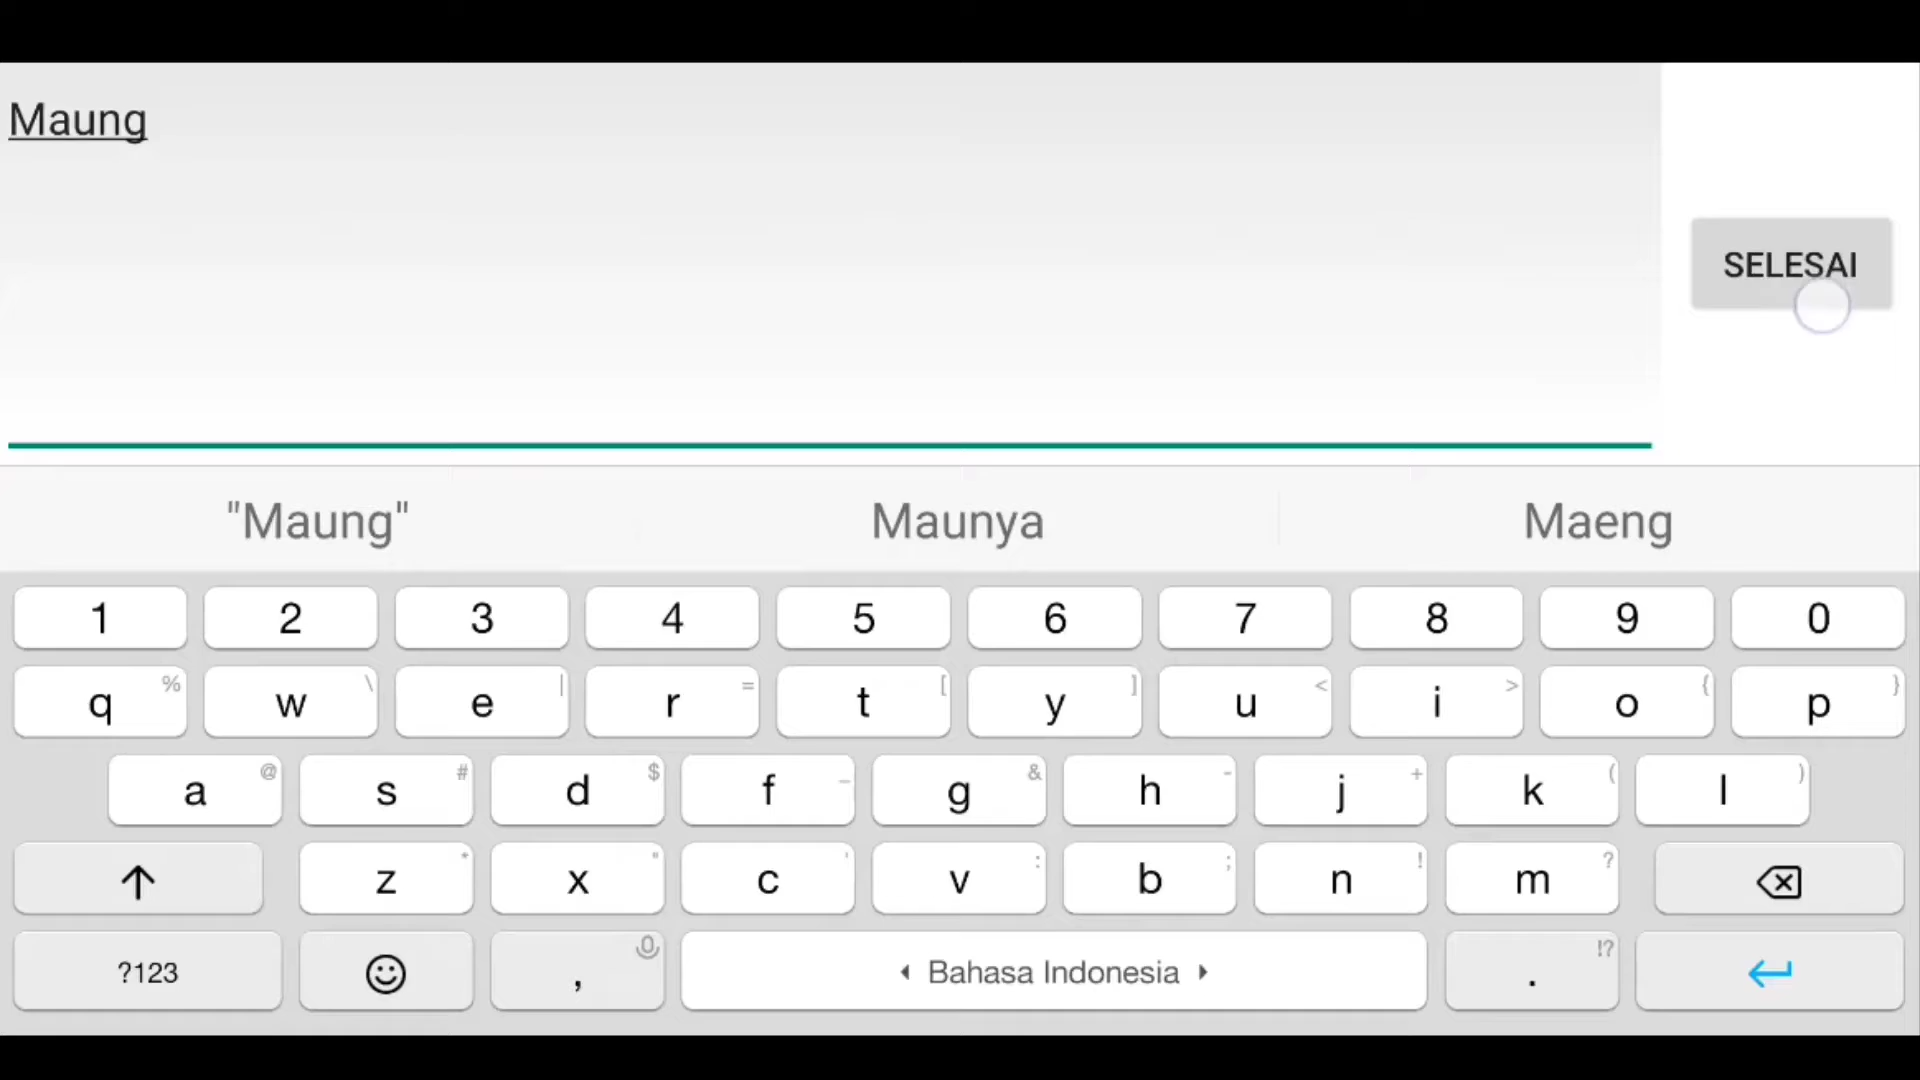 Maung
SELESAI
"Maung" Maunya Maeng
1 2 3 4 5 6 7 8 9 0
q % w \ e | r = t [ y ] u < i > o { p }
a @ s # d $ f _ g & h - j + k ( l )
z * x " c ' v : b ; n ! m ?
?123 , Bahasa Indonesia . !?